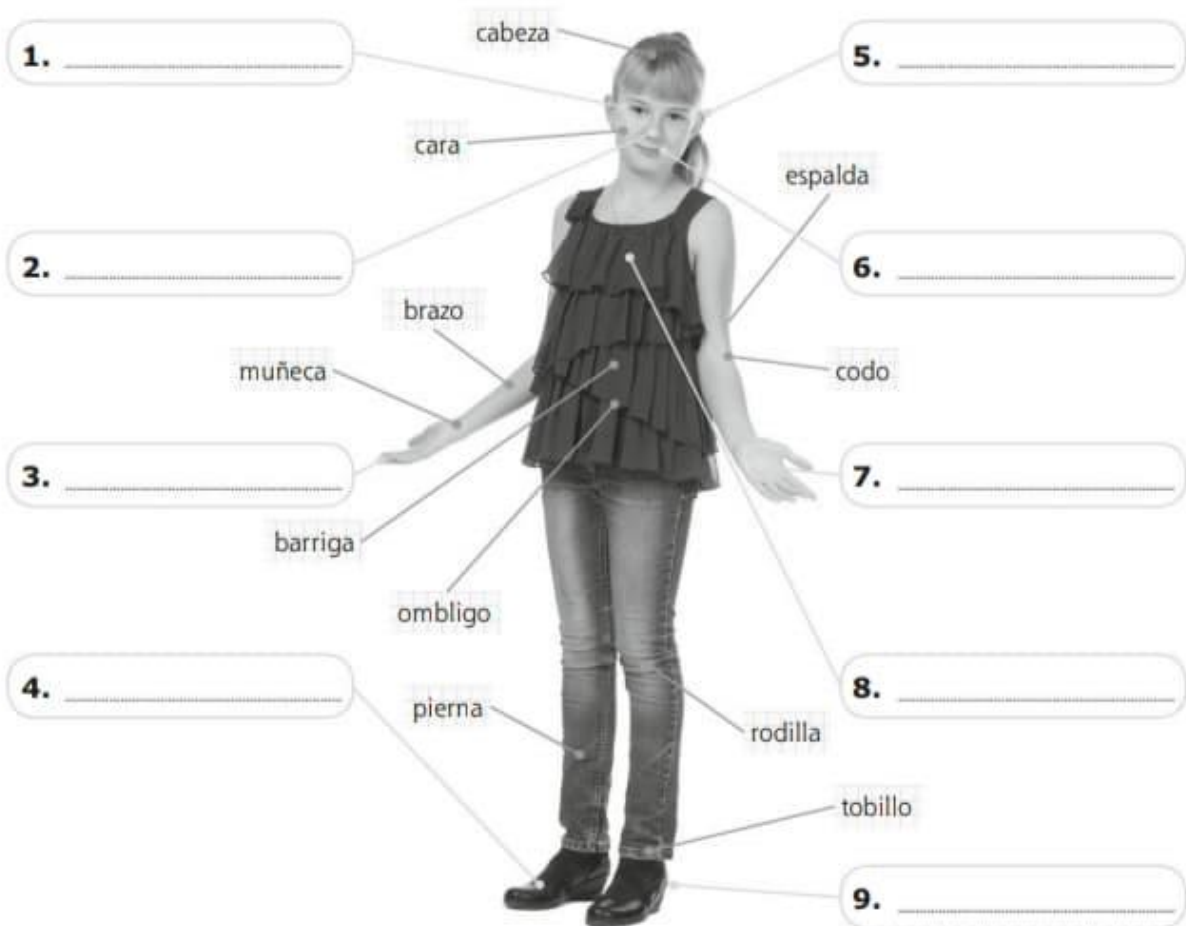 cabeza
1.
5.
cara
espalda
2.
6.
brazo
muñeca
codo
3.
7.
barriga
ombligo
4.
8.
pierna
rodilla
tobillo
9.